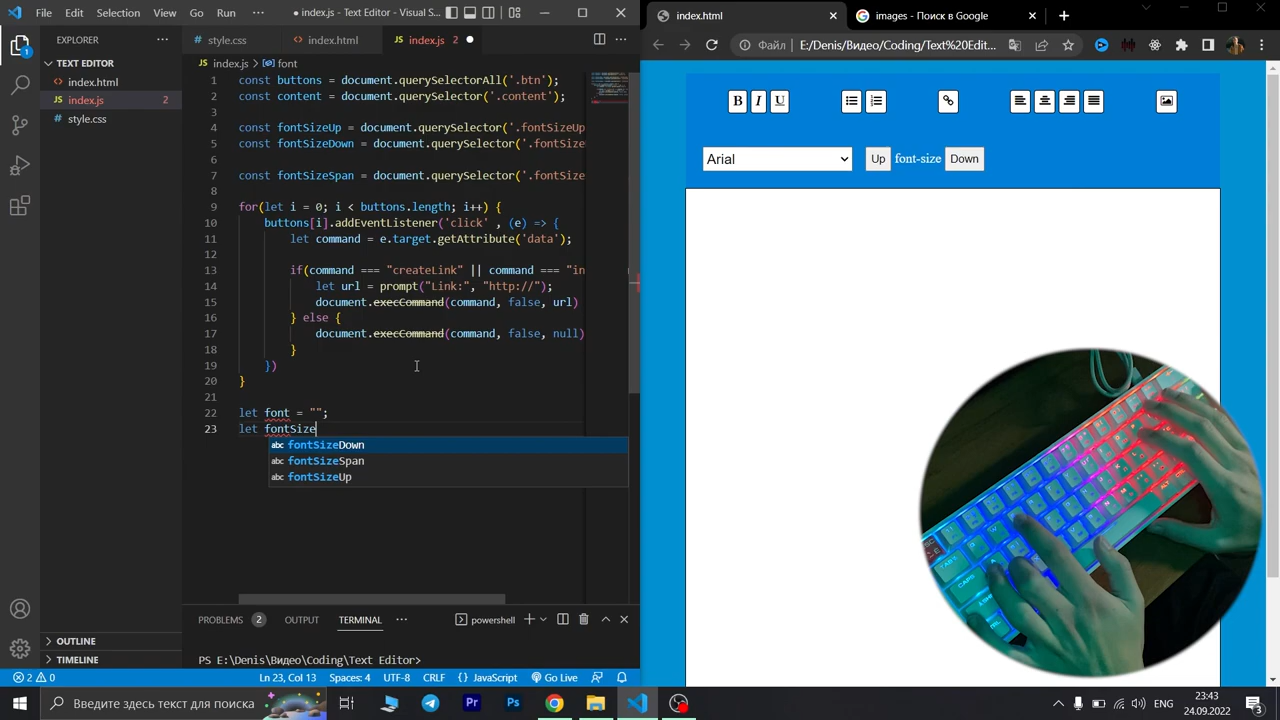 File Edit Selection View Go Run ··· ● index.js - Text Editor - Visual S...
EXPLORER ···
TEXT EDITOR
index.html
index.js 2
style.css
OUTLINE
TIMELINE
1
style.css index.html index.js 2 ●
index.js > font
1 const buttons = document.querySelectorAll('.btn');
2 const content = document.querySelector('.content');
3
4 const fontSizeUp = document.querySelector('.fontSizeUp
5 const fontSizeDown = document.querySelector('.fontSize
6
7 const fontSizeSpan = document.querySelector('.fontSize
8
9 for(let i = 0; i < buttons.length; i++) {
10 buttons[i].addEventListener('click' , (e) => {
11 let command = e.target.getAttribute('data');
12
13 if(command === "createLink" || command === "in
14 let url = prompt("Link:", "http://");
15 document.execCommand(command, false, url)
16 } else {
17 document.execCommand(command, false, null)
18 }
19 })
20 }
21
22 let font = "";
23 let fontSize
abc fontSizeDown
abc fontSizeSpan
abc fontSizeUp
PROBLEMS 2 OUTPUT TERMINAL ··· powershell
PS E:\Denis\Видео\Coding\Text Editor>
2 0 Ln 23, Col 13 Spaces: 4 UTF-8 CRLF {} JavaScript Go Live
index.html
images - Поиск в Google
Файл E:/Denis/Видео/Coding/Text%20Edit...
B I U
Arial Up font-size Down
TAB
CAPS
ALT
Введите здесь текст для поиска
Pr Ps
ENG 23:43
24.09.2022
3